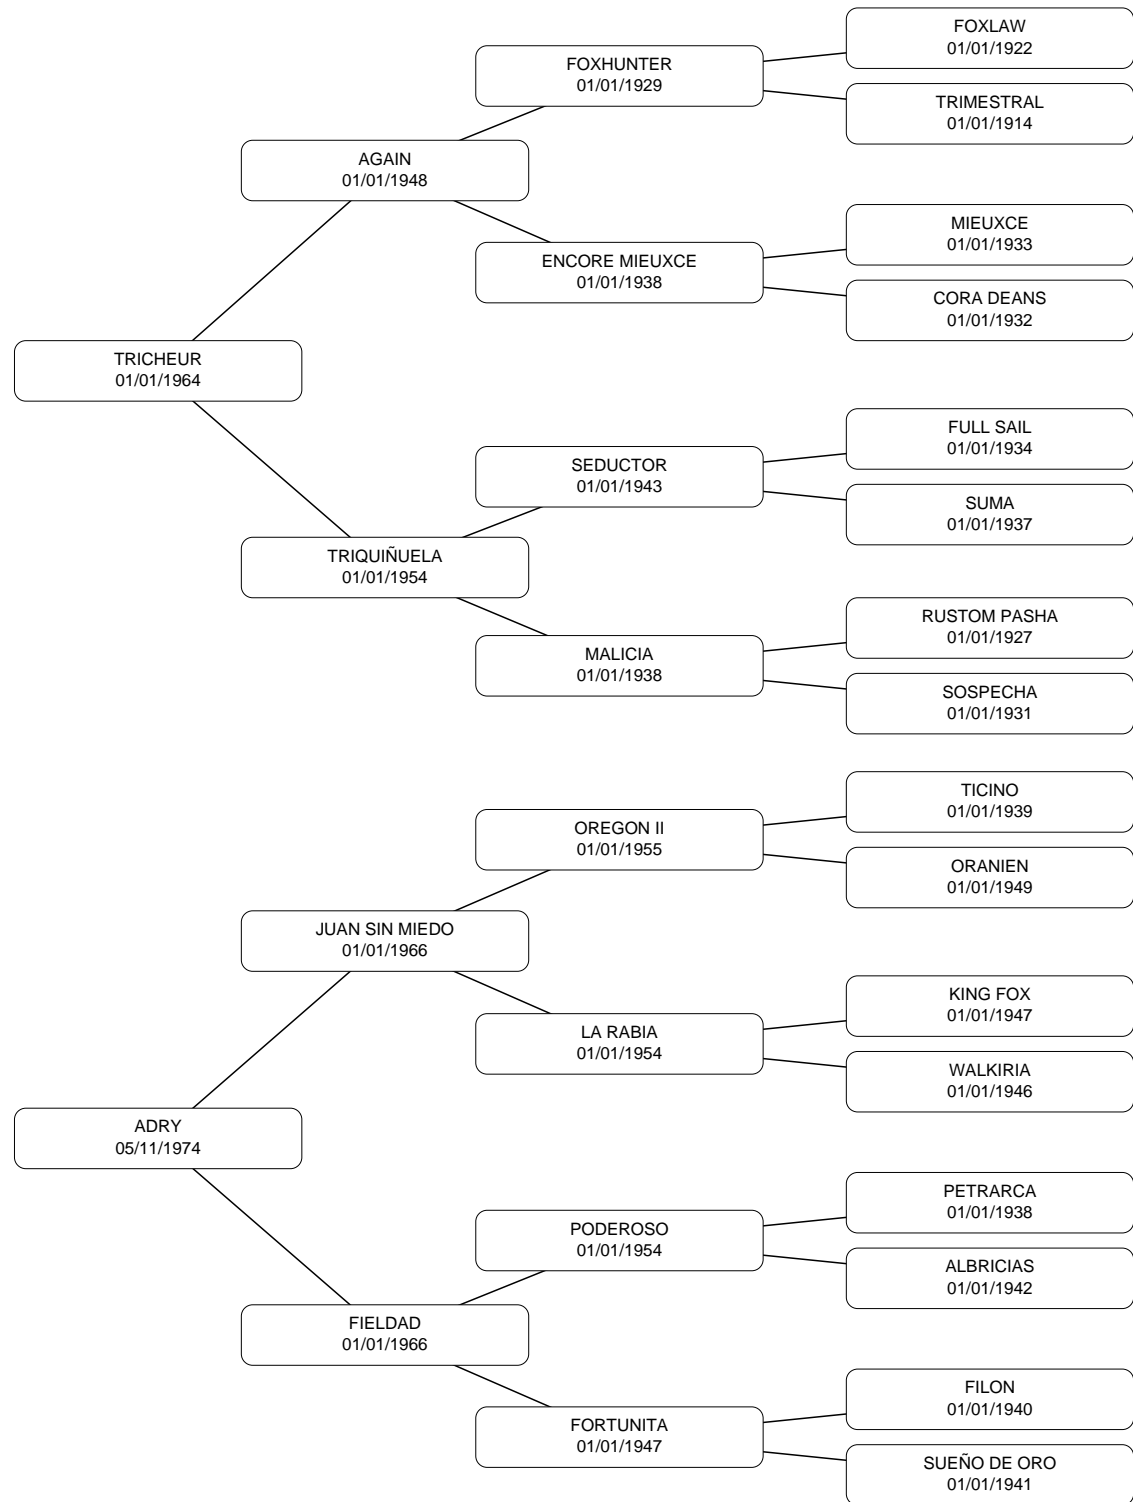 FOXLAW
01/01/1922
FOXHUNTER
01/01/1929
TRIMESTRAL
01/01/1914
AGAIN
01/01/1948
MIEUXCE
01/01/1933
ENCORE MIEUXCE
01/01/1938
CORA DEANS
01/01/1932
TRICHEUR
01/01/1964
FULL SAIL
01/01/1934
SEDUCTOR
01/01/1943
SUMA
01/01/1937
TRIQUIÑUELA
01/01/1954
RUSTOM PASHA
01/01/1927
MALICIA
01/01/1938
SOSPECHA
01/01/1931
TICINO
01/01/1939
OREGON II
01/01/1955
ORANIEN
01/01/1949
JUAN SIN MIEDO
01/01/1966
KING FOX
01/01/1947
LA RABIA
01/01/1954
WALKIRIA
01/01/1946
ADRY
05/11/1974
PETRARCA
01/01/1938
PODEROSO
01/01/1954
ALBRICIAS
01/01/1942
FIELDAD
01/01/1966
FILON
01/01/1940
FORTUNITA
01/01/1947
SUEÑO DE ORO
01/01/1941